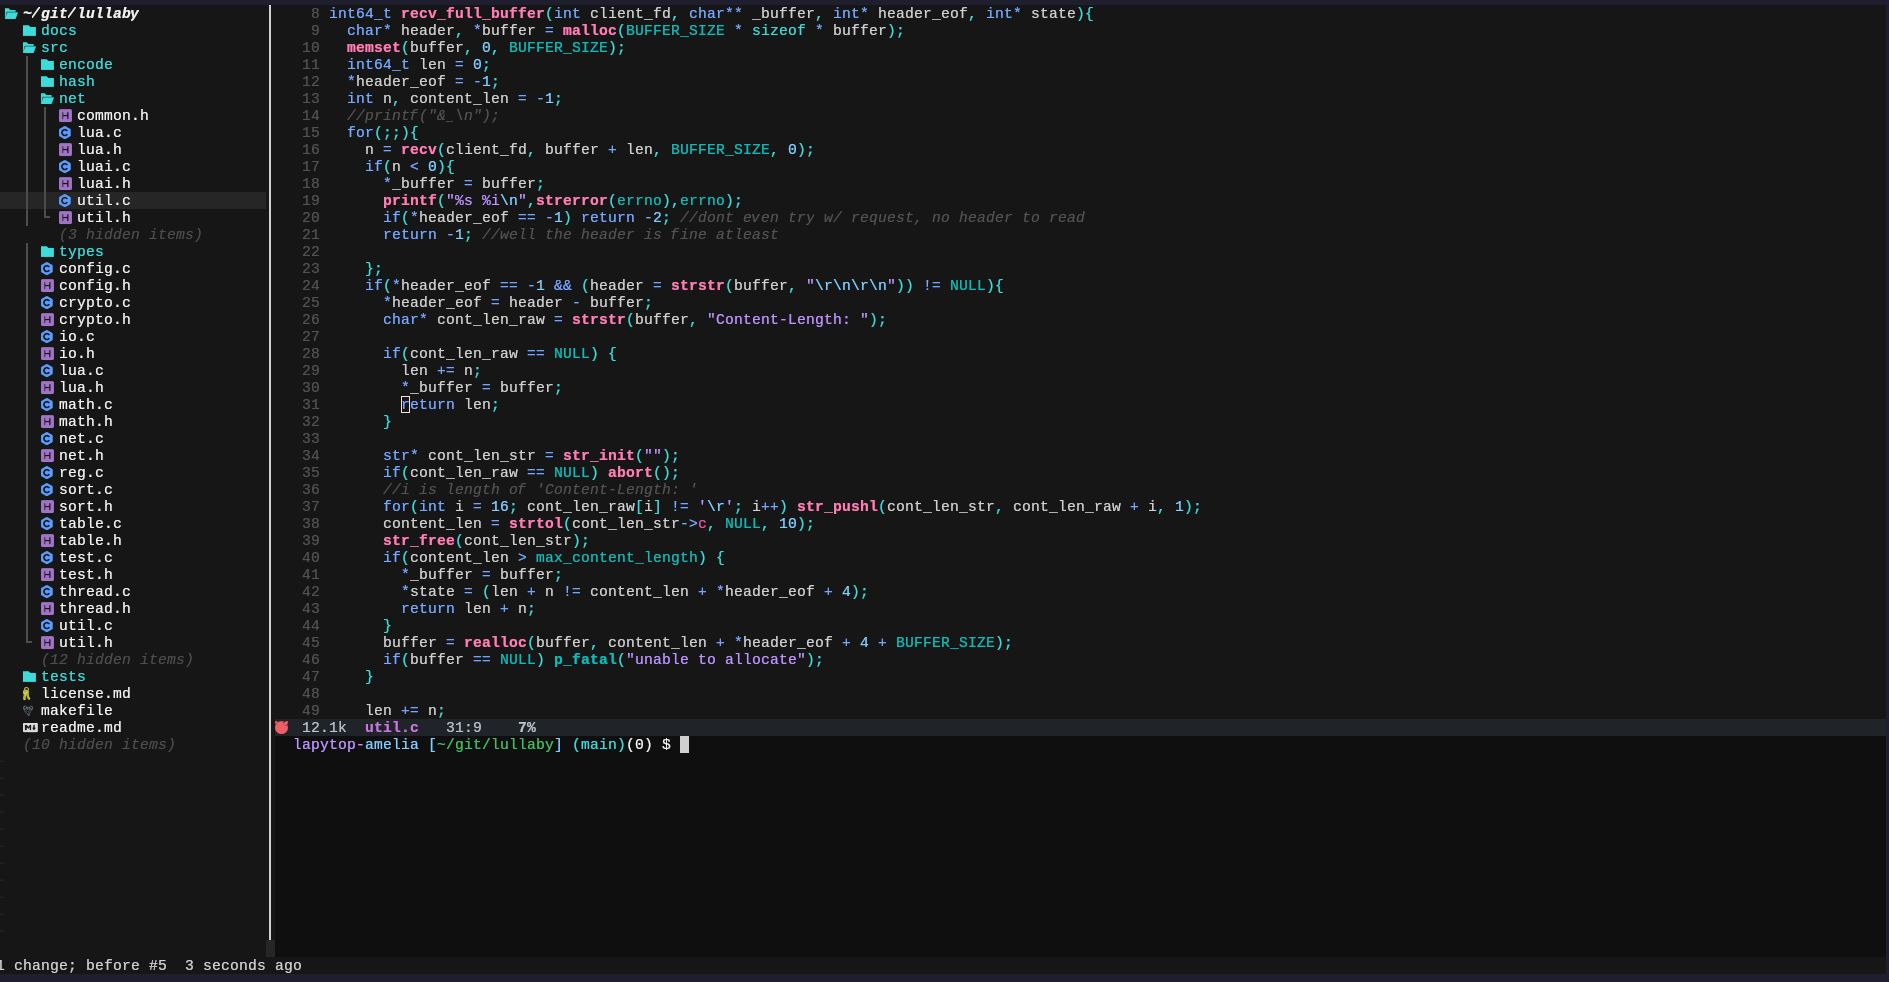 ~/git/lullaby
docs
src
encode
hash
net
common.h
lua.c
lua.h
luai.c
luai.h
util.c
util.h
(3 hidden items)
types
config.c
config.h
crypto.c
crypto.h
io.c
io.h
lua.c
lua.h
math.c
math.h
net.c
net.h
reg.c
sort.c
sort.h
table.c
table.h
test.c
test.h
thread.c
thread.h
util.c
util.h
(12 hidden items)
tests
license.md
makefile
readme.md
(10 hidden items)
8 int64_t recv_full_buffer(int client_fd, char** _buffer, int* header_eof, int* state){
9   char* header, *buffer = malloc(BUFFER_SIZE * sizeof * buffer);
10   memset(buffer, 0, BUFFER_SIZE);
11   int64_t len = 0;
12   *header_eof = -1;
13   int n, content_len = -1;
14   //printf("&_\n");
15   for(;;){
16     n = recv(client_fd, buffer + len, BUFFER_SIZE, 0);
17     if(n < 0){
18       *_buffer = buffer;
19       printf("%s %i\n",strerror(errno),errno);
20       if(*header_eof == -1) return -2; //dont even try w/ request, no header to read
21       return -1; //well the header is fine atleast
22
23     };
24     if(*header_eof == -1 && (header = strstr(buffer, "\r\n\r\n")) != NULL){
25       *header_eof = header - buffer;
26       char* cont_len_raw = strstr(buffer, "Content-Length: ");
27
28       if(cont_len_raw == NULL) {
29         len += n;
30         *_buffer = buffer;
31         return len;
32       }
33
34       str* cont_len_str = str_init("");
35       if(cont_len_raw == NULL) abort();
36       //i is length of 'Content-Length: '
37       for(int i = 16; cont_len_raw[i] != '\r'; i++) str_pushl(cont_len_str, cont_len_raw + i, 1);
38       content_len = strtol(cont_len_str->c, NULL, 10);
39       str_free(cont_len_str);
40       if(content_len > max_content_length) {
41         *_buffer = buffer;
42         *state = (len + n != content_len + *header_eof + 4);
43         return len + n;
44       }
45       buffer = realloc(buffer, content_len + *header_eof + 4 + BUFFER_SIZE);
46       if(buffer == NULL) p_fatal("unable to allocate");
47     }
48
49     len += n;
12.1k  util.c   31:9    7%
lapytop-amelia [~/git/lullaby] (main)(0) $
1 change; before #5  3 seconds ago